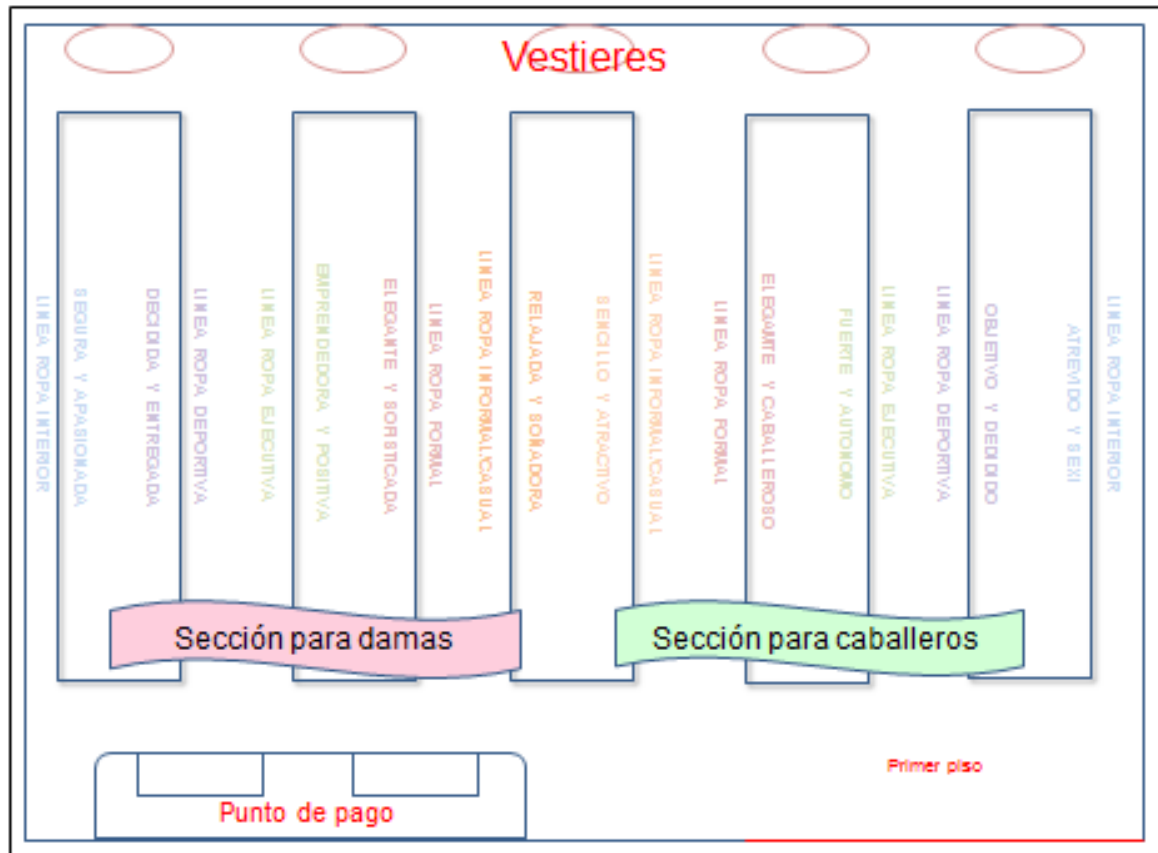 Vestieres
LINEA ROPA INTERIOR
SEGURA Y APASIONADA
DECIDIDA Y ENTREGADA
LINEA ROPA DEPORTIVA
LINEA ROPA EJECUTIVA
EMPRENDEDORA Y POSITIVA
ELEGANTE Y SOFISTICADA
LINEA ROPA FORMAL
LINEA ROPA INFORMAL/CASUAL
RELAJADA Y SOÑADORA
SENCILLO Y ATRACTIVO
LINEA ROPA INFORMAL/CASUAL
LINEA ROPA FORMAL
ELEGANTE Y CABALLEROSO
FUERTE Y AUTONOMO
LINEA ROPA EJECUTIVA
LINEA ROPA DEPORTIVA
OBJETIVO Y DEDIDIDO
ATREVIDO Y SEXI
LINEA ROPA INTERIOR
Sección para damas
Sección para caballeros
Primer piso
Punto de pago